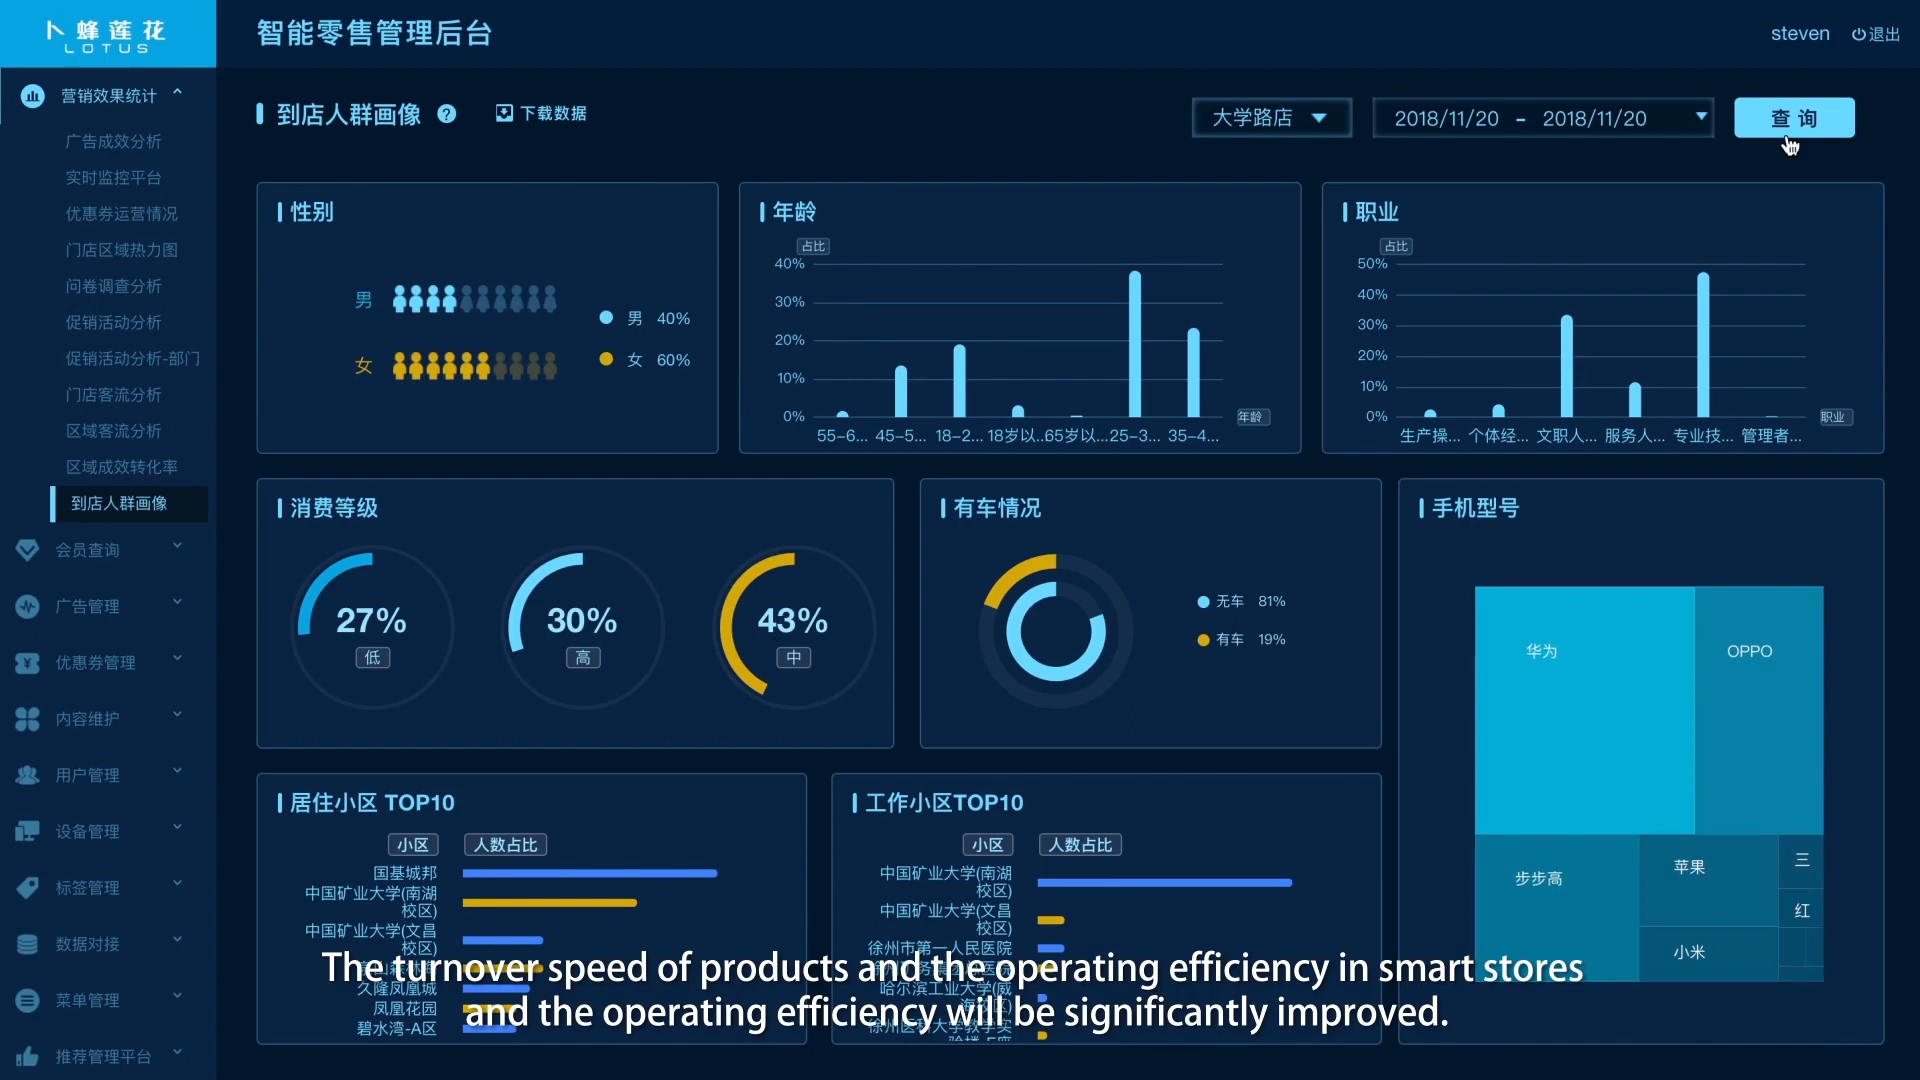 卜蜂莲花
LOTUS
智能零售管理后台
steven
退出
营销效果统计
广告成效分析
实时监控平台
优惠券运营情况
门店区域热力图
问卷调查分析
促销活动分析
促销活动分析-部门
门店客流分析
区域客流分析
区域成效转化率
到店人群画像
会员查询
广告管理
优惠券管理
内容维护
用户管理
设备管理
标签管理
数据对接
菜单管理
推荐管理平台
到店人群画像
?
下载数据
大学路店
2018/11/20 - 2018/11/20
查 询
性别
男
女
男 40%
女 60%
年龄
占比
40%
30%
20%
10%
0%
55-6... 45-5... 18-2... 18岁以..65岁以...25-3... 35-4...
年龄
职业
占比
50%
40%
30%
20%
10%
0%
生产操... 个体经... 文职人... 服务人... 专业技... 管理者...
职业
消费等级
27%
低
30%
高
43%
中
有车情况
无车 81%
有车 19%
手机型号
华为
OPPO
步步高
苹果
小米
三
红
居住小区 TOP10
小区 人数占比
国基城邦
中国矿业大学(南湖
校区)
中国矿业大学(文昌
校区)
久隆凤凰城
凤凰花园
碧水湾-A区
工作小区TOP10
小区 人数占比
中国矿业大学(南湖
校区)
中国矿业大学(文昌
校区)
徐州市第一人民医院
哈尔滨工业大学(威
徐州医科大学教学实
The turnover speed of products and the operating efficiency in smart stores
and the operating efficiency will be significantly improved.